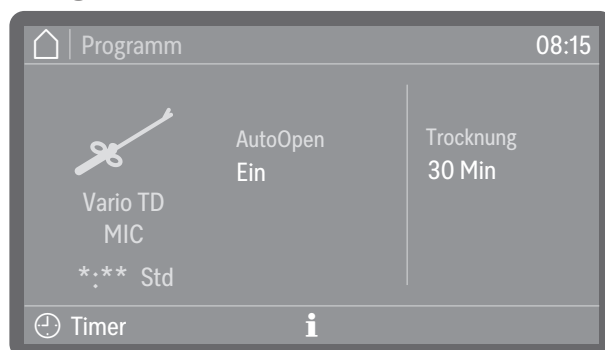 Programm 08:15
AutoOpen
Ein
Trocknung
30 Min
Vario TD
MIC
*:** Std
Timer i